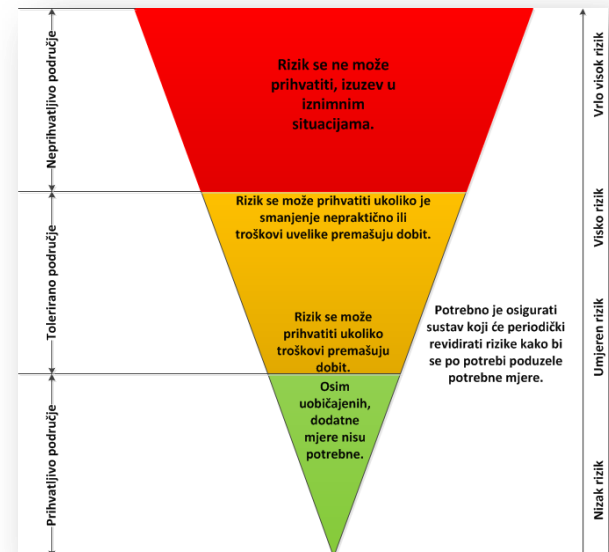 Neprihvatljivo područje
Tolerirano područje
Prihvatljivo područje
Rizik se ne može
prihvatiti, izuzev u
iznimnim
situacijama.
Rizik se može prihvatiti ukoliko je
smanjenje nepraktično ili
troškovi uvelike premašuju dobit.
Rizik se može
prihvatiti ukoliko
troškovi premašuju
dobit.
Osim
uobičajenih,
dodatne
mjere nisu
potrebne.
Potrebno je osigurati
sustav koji će periodički
revidirati rizike kako bi
se po potrebi poduzele
potrebne mjere.
Vrlo visok rizik
Visko rizik
Umjeren rizik
Nizak rizik